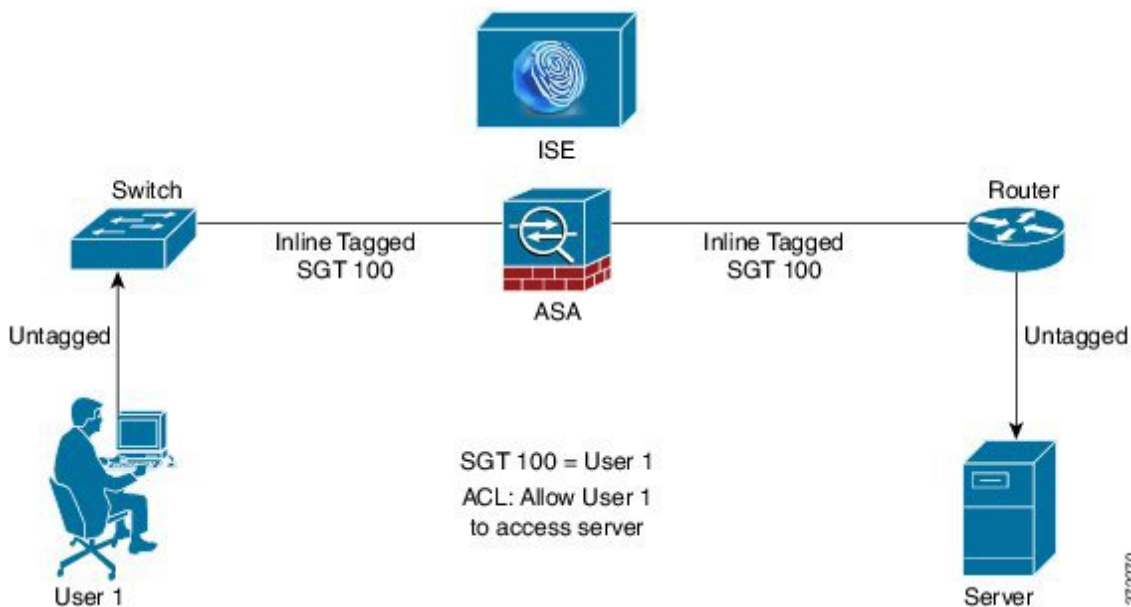 ISE
Switch
Router
Inline Tagged
SGT 100
Inline Tagged
SGT 100
ASA
Untagged
Untagged
SGT 100 = User 1
ACL: Allow User 1
to access server
User 1
Server